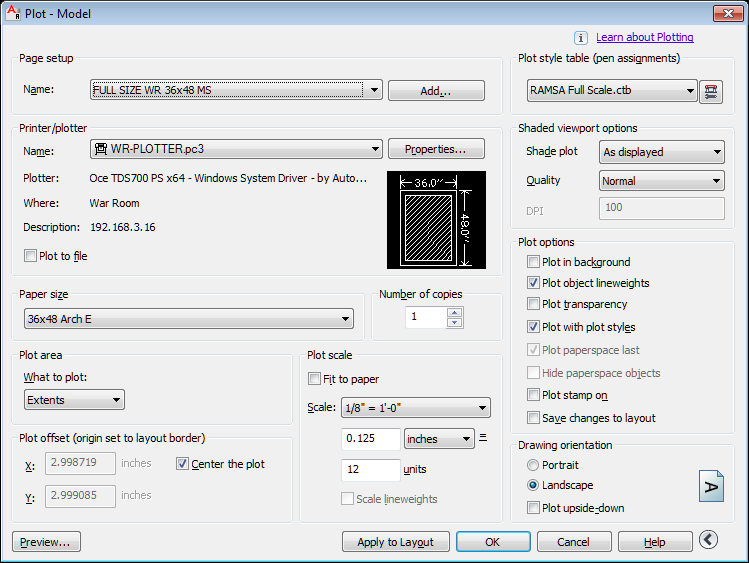 Plot - Model
Learn about Plotting
Page setup
Name:
FULL SIZE WR 36x48 MS
Add...
Printer/plotter
Name:
WR-PLOTTER.pc3
Properties...
Plotter:
Oce TDS700 PS x64 - Windows System Driver - by Auto...
Where:
War Room
Description:
192.168.3.16
Plot to file
36.0''
48.0''
Paper size
36x48 Arch E
Number of copies
1
Plot area
What to plot:
Extents
Plot offset (origin set to layout border)
X:
2.998719
inches
Center the plot
Y:
2.999085
inches
Plot scale
Fit to paper
Scale:
1/8" = 1'-0"
0.125
inches
=
12
units
Scale lineweights
Plot style table (pen assignments)
RAMSA Full Scale.ctb
Shaded viewport options
Shade plot
As displayed
Quality
Normal
DPI
100
Plot options
Plot in background
Plot object lineweights
Plot transparency
Plot with plot styles
Plot paperspace last
Hide paperspace objects
Plot stamp on
Save changes to layout
Drawing orientation
Portrait
Landscape
Plot upside-down
A
Preview...
Apply to Layout
OK
Cancel
Help